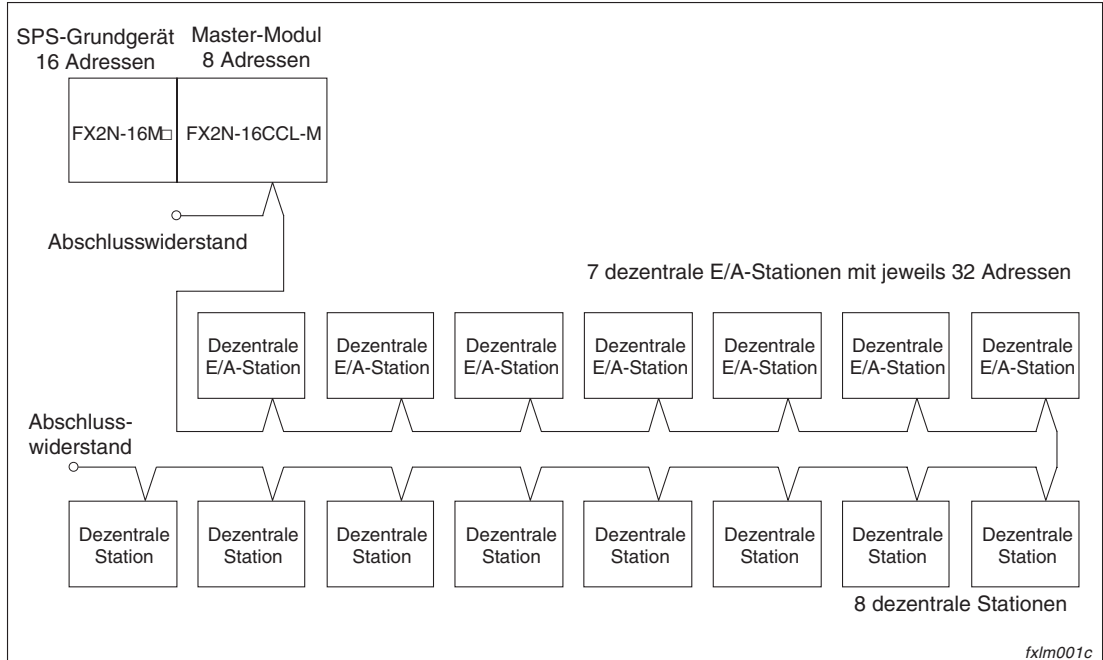 SPS-Grundgerät
16 Adressen
Master-Modul
8 Adressen
FX2N-16M□
FX2N-16CCL-M
Abschlusswiderstand
7 dezentrale E/A-Stationen mit jeweils 32 Adressen
Dezentrale
E/A-Station
Dezentrale
E/A-Station
Dezentrale
E/A-Station
Dezentrale
E/A-Station
Dezentrale
E/A-Station
Dezentrale
E/A-Station
Dezentrale
E/A-Station
Abschluss-
widerstand
Dezentrale
Station
Dezentrale
Station
Dezentrale
Station
Dezentrale
Station
Dezentrale
Station
Dezentrale
Station
Dezentrale
Station
Dezentrale
Station
8 dezentrale Stationen
fxlm001c